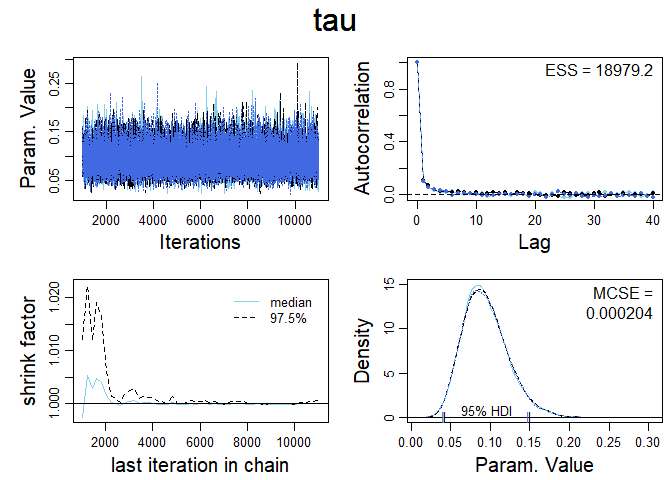 tau
Param. Value
0.05 0.15 0.25
2000 4000 6000 8000 10000
Iterations
Autocorrelation
0.0 0.4 0.8
ESS = 18979.2
0 10 20 30 40
Lag
shrink factor
1.000 1.010 1.020
median
97.5%
2000 4000 6000 8000 10000
last iteration in chain
Density
0 5 10 15
MCSE =
0.000204
95% HDI
0.00 0.05 0.10 0.15 0.20 0.25 0.30
Param. Value